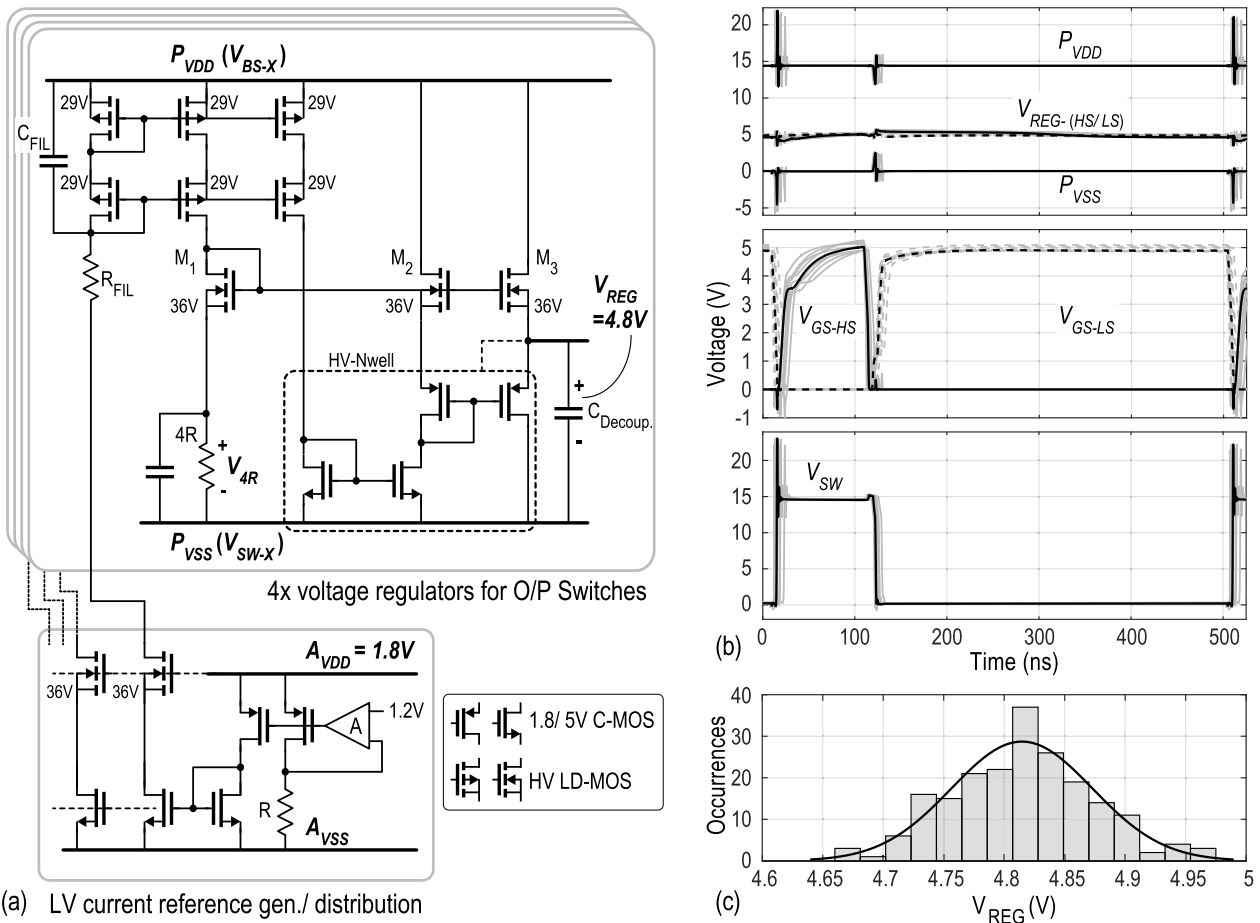 P_VDD (V_BS-X)
29V
29V
29V
C_FIL
29V
29V
29V
M_1
M_2
M_3
R_FIL
36V
36V
36V
V_REG
=4.8V
HV-Nwell
+
C_Decoup.
-
4R
+
V_4R
-
P_VSS (V_SW-X)
4x voltage regulators for O/P Switches
A_VDD = 1.8V
36V
36V
A
1.2V
R
A_VSS
1.8/ 5V C-MOS
HV LD-MOS
(a) LV current reference gen./ distribution
20
15
10
5
0
-5
P_VDD
V_REG- (HS/ LS)
P_VSS
Voltage (V)
5
4
3
2
1
0
-1
V_GS-HS
V_GS-LS
20
15
10
5
0
V_SW
0 100 200 300 400 500
(b) Time (ns)
Occurrences
40
30
20
10
0
4.6 4.65 4.7 4.75 4.8 4.85 4.9 4.95 5
(c) V_REG (V)